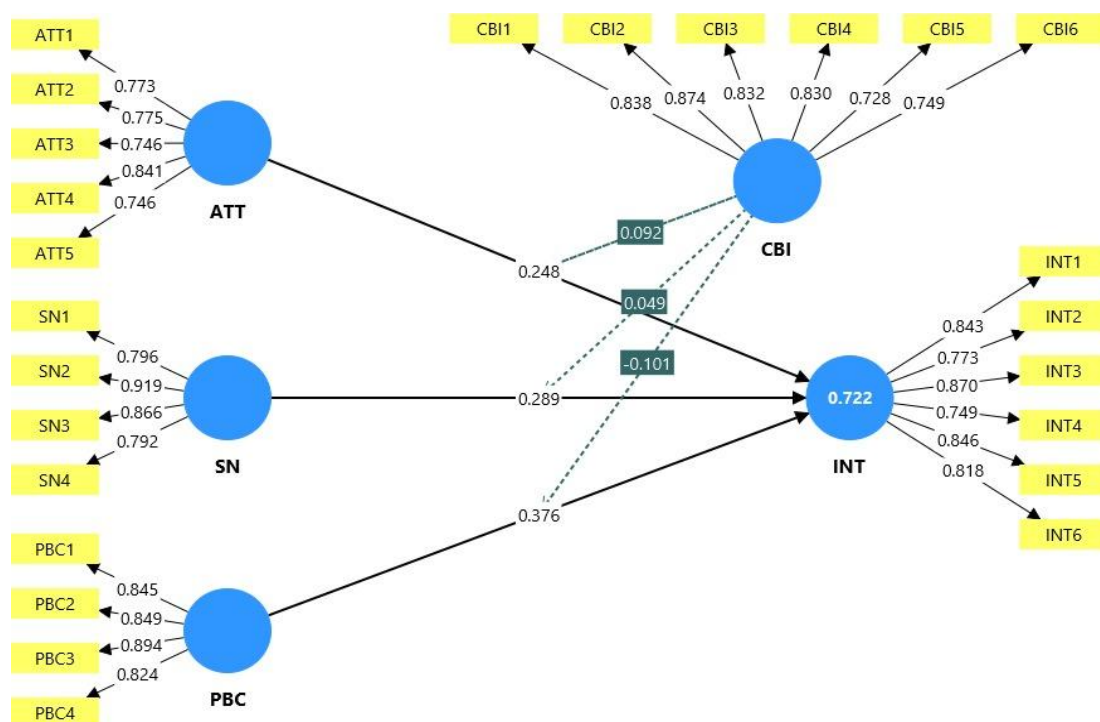 ATT1
ATT2
ATT3
ATT4
ATT5
0.773
0.775
0.746
0.841
0.746
ATT
CBI1
CBI2
CBI3
CBI4
CBI5
CBI6
0.838
0.874
0.832
0.830
0.728
0.749
CBI
0.092
0.049
-0.101
0.248
0.289
0.376
SN1
SN2
SN3
SN4
0.796
0.919
0.866
0.792
SN
PBC1
PBC2
PBC3
PBC4
0.845
0.849
0.894
0.824
PBC
0.722
INT
0.843
0.773
0.870
0.749
0.846
0.818
INT1
INT2
INT3
INT4
INT5
INT6